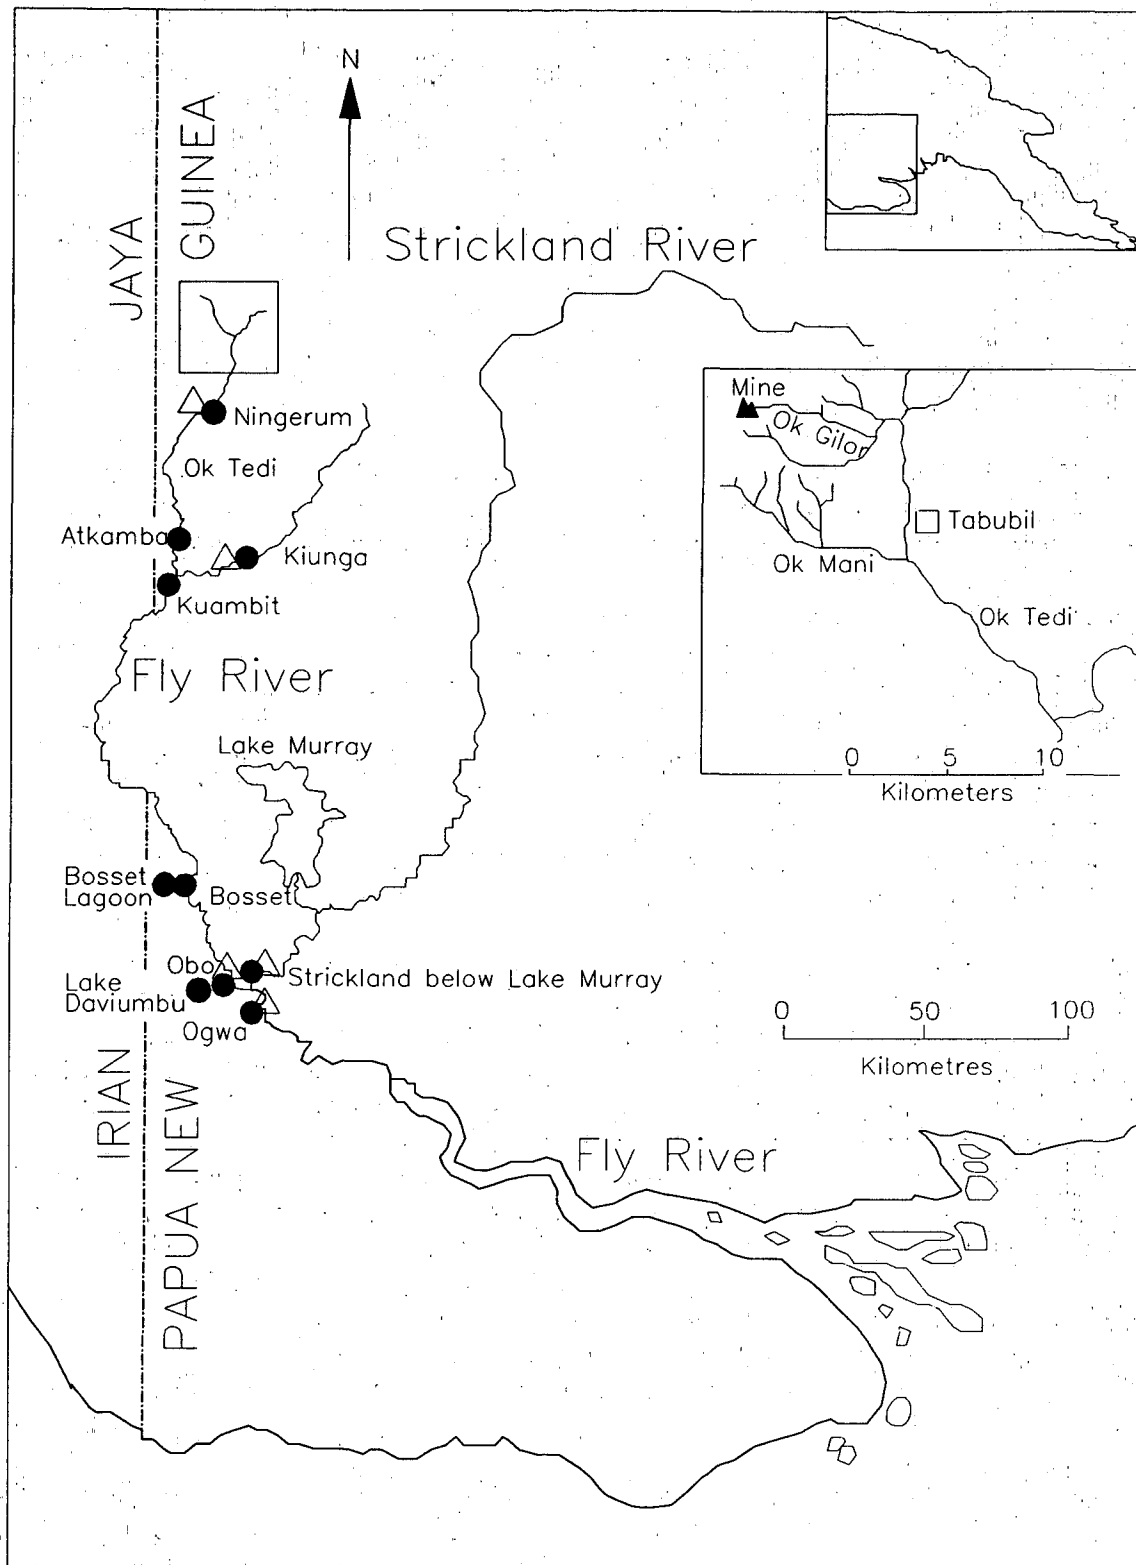 N
JAYA
GUINEA
Strickland River
Ningerum
Ok Tedi
Atkamba
Kiunga
Kuambit
Fly River
Lake Murray
Mine
Ok Gilor
Tabubil
Ok Mani
Ok Tedi
0 5 10
Kilometers
Bosset
Lagoon
Bosset
Obo
Strickland below Lake Murray
Lake
Daviumbu
Ogwa
0 50 100
Kilometres
IRIAN
PAPUA NEW
Fly River